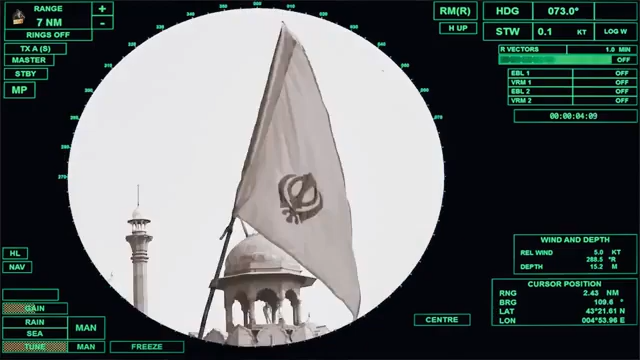 RANGE
7 NM
+
-
RINGS OFF
TX A (S)
MASTER
STBY
MP
HL
NAV
GAIN
RAIN
SEA
MAN
TUNE
MAN
FREEZE
CENTRE
RM(R)
H UP
HDG 073.0°
STW 0.1 KT LOG W
R VECTORS 1.0 MIN
OFF
EBL 1 OFF
VRM 1 OFF
EBL 2 OFF
VRM 2 OFF
00:00:04:09
WIND AND DEPTH
REL WIND 5.0 KT
288.5 °R
DEPTH 15.2 M
CURSOR POSITION
RNG 2.43 NM
BRG 109.6 °
LAT 43°21.61 N
LON 004°53.96 E